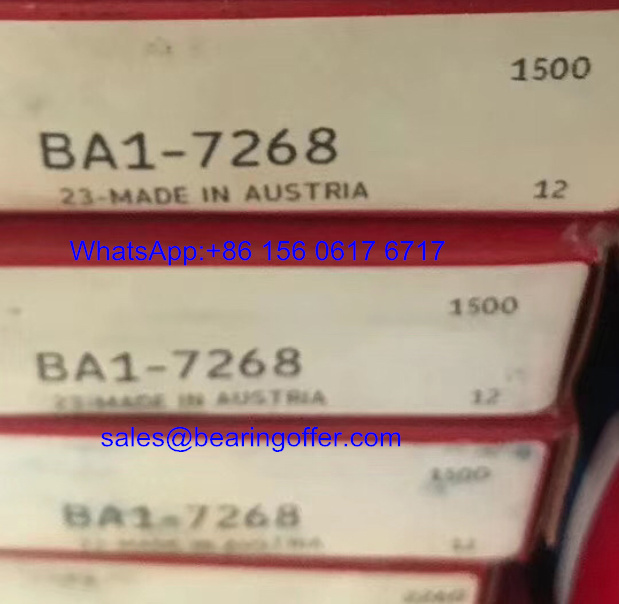 1500
BA1-7268
23-MADE IN AUSTRIA
12
WhatsApp:+86 156 0617 6717
1500
BA1-7268
23-MADE IN AUSTRIA
12
sales@bearingoffer.com
1500
BA1-7268